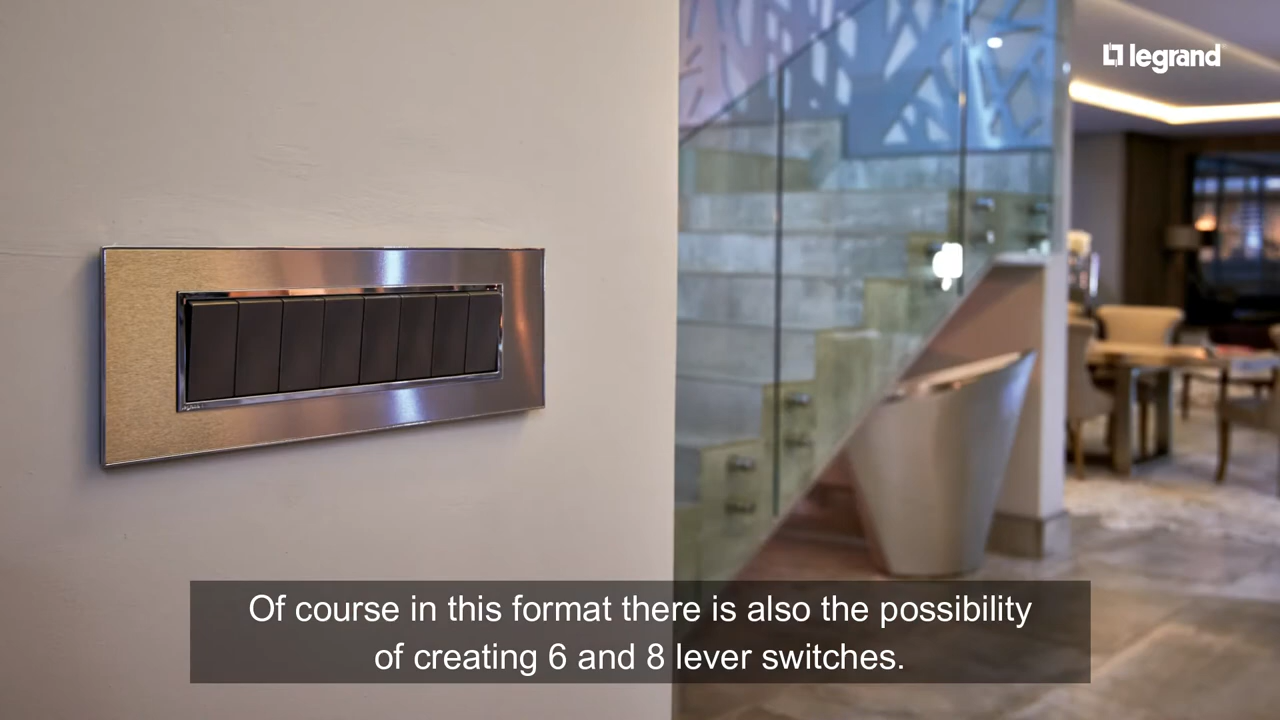 legrand
Of course in this format there is also the possibility
of creating 6 and 8 lever switches.